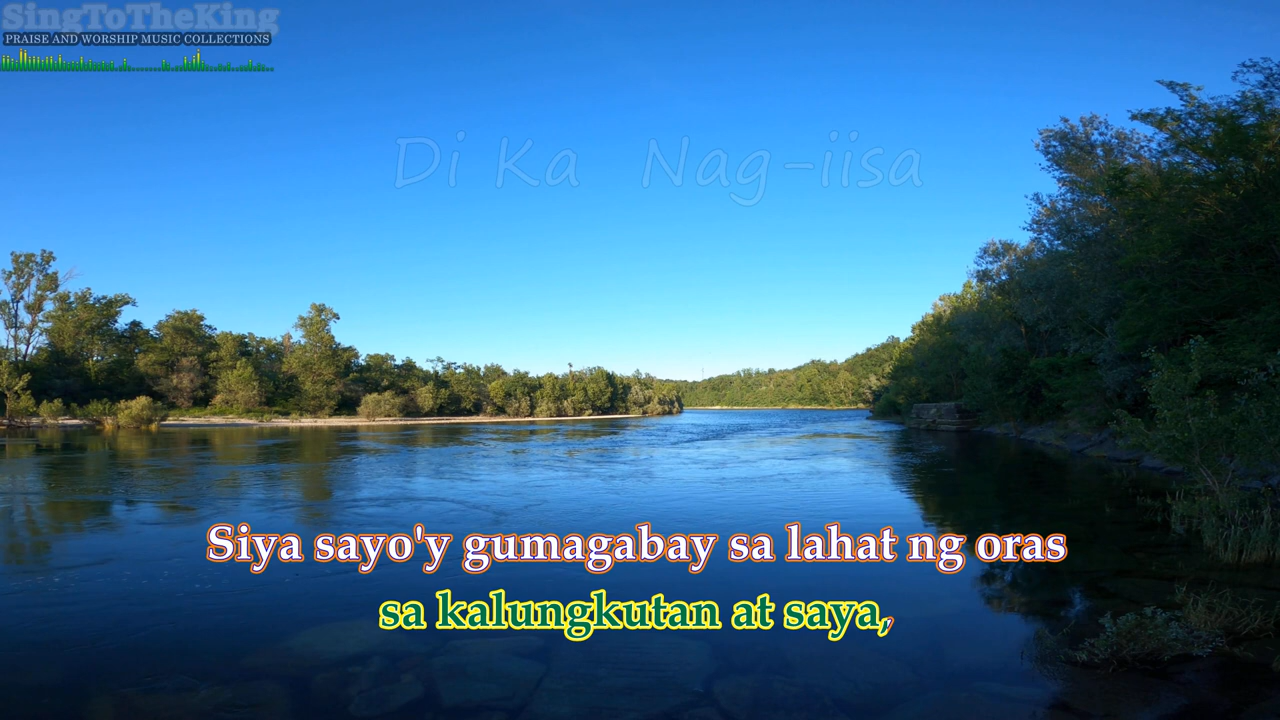 SingToTheKing
PRAISE AND WORSHIP MUSIC COLLECTIONS
Di Ka Nag-iisa
Siya sayo'y gumagabay sa lahat ng oras
sa kalungkutan at saya,